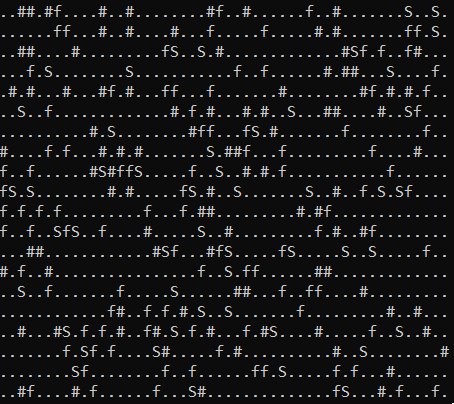 ..##.#f....#..#........#f..#......f..#.......S..S.
......ff...#..#....#...f.....f.....#.#.......ff.S.
..##....#.........fS..S.#.............#Sf.f..f#...
...f.S........S...........f..f......#.##...S....f.
.#.#...#...#f.#...ff...f................#f.#.#.f..
..S..f.............#.f.#...#.#..S...##....#..Sf...
..........#.S........#ff...fS.#.......f........f..
#....f.f...#.#.#.......S.##f...f.........f....#...
f..f......#S#ffS.....f..S..#.#.f...........f......
fS.S........#.#.....fS.#..S.......S..#..f.S.Sf....
f.f.f.f.........f...f.##.........#.#f.............
f..f..SfS..f....#.....S..#.........f.#..#f........
...##............#Sf...#fS.....fS.....S..S.....f..
#.f..#................f..S.ff......##.............
..S..f.......f.....S......##...f..ff....#.........
............f#..f.f.#.S..S.......f.........#..#...
..#...#S.f.f.#..f#.S.f.#...f.#S....#.....f..S..#..
.......f.Sf.f....S#.....f.#..........#..S........#
........Sf........f..f......ff.S.....f.f...#......
..#f....#.f....f.....S#..............fS...#.f...f.